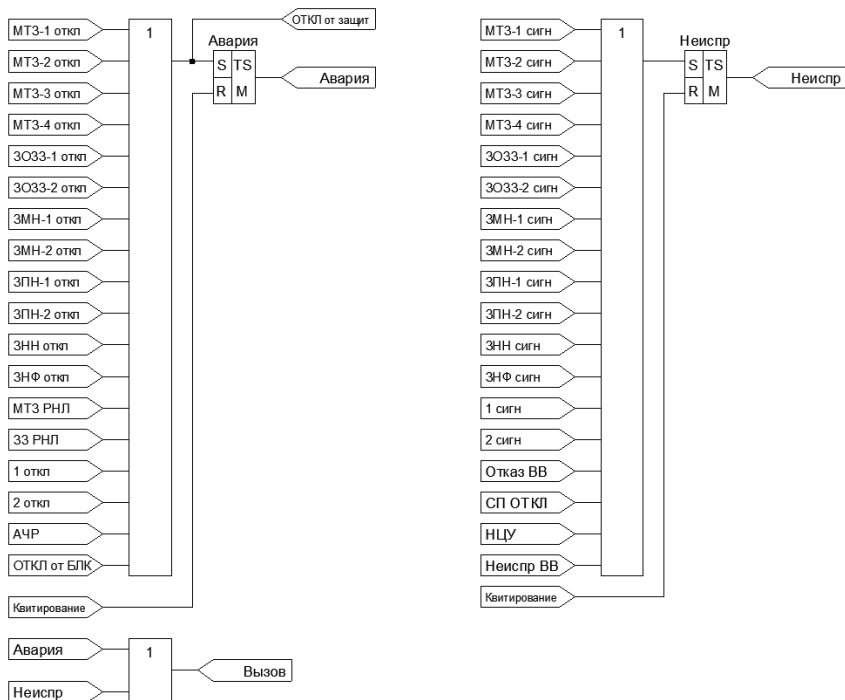 МТЗ-1 откл
МТЗ-2 откл
МТЗ-3 откл
МТЗ-4 откл
ЗОЗЗ-1 откл
ЗОЗЗ-2 откл
ЗМН-1 откл
ЗМН-2 откл
ЗПН-1 откл
ЗПН-2 откл
ЗНН откл
ЗНФ откл
МТЗ РНЛ
ЗЗ РНЛ
1 откл
2 откл
АЧР
ОТКЛ от БЛК
Квитирование
1
ОТКЛ от защит
Авария
S TS
R M
Авария
МТЗ-1 сигн
МТЗ-2 сигн
МТЗ-3 сигн
МТЗ-4 сигн
ЗОЗЗ-1 сигн
ЗОЗЗ-2 сигн
ЗМН-1 сигн
ЗМН-2 сигн
ЗПН-1 сигн
ЗПН-2 сигн
ЗНН сигн
ЗНФ сигн
1 сигн
2 сигн
Отказ ВВ
СП ОТКЛ
НЦУ
Неиспр ВВ
Квитирование
1
Неиспр
S TS
R M
Неиспр
Авария
Неиспр
1
Вызов